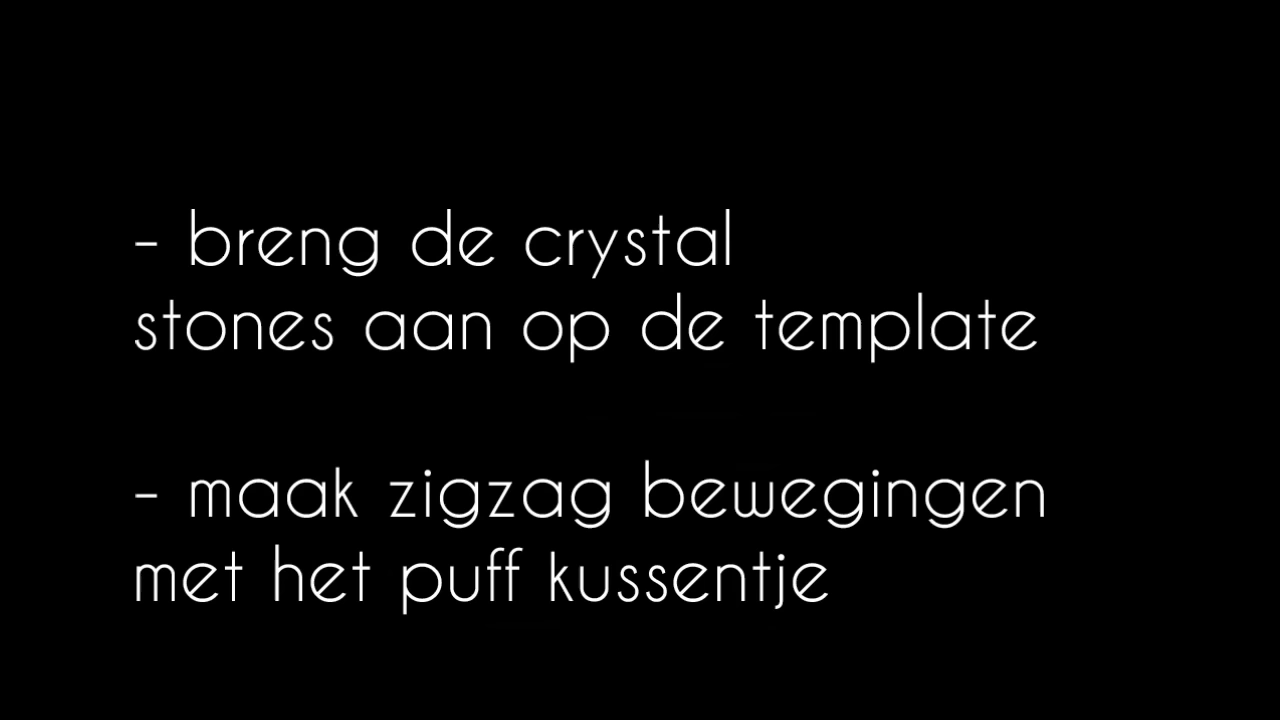 - breng de crystal
stones aan op de template
- maak zigzag bewegingen
met het puff kussentje